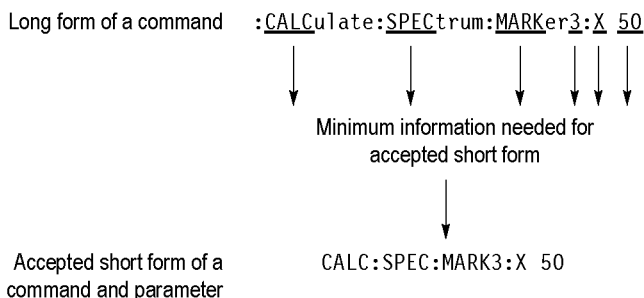 Long form of a command :CALCulate:SPECtrum:MARKer3:X 50
Minimum information needed for
accepted short form
Accepted short form of a CALC:SPEC:MARK3:X 50
command and parameter